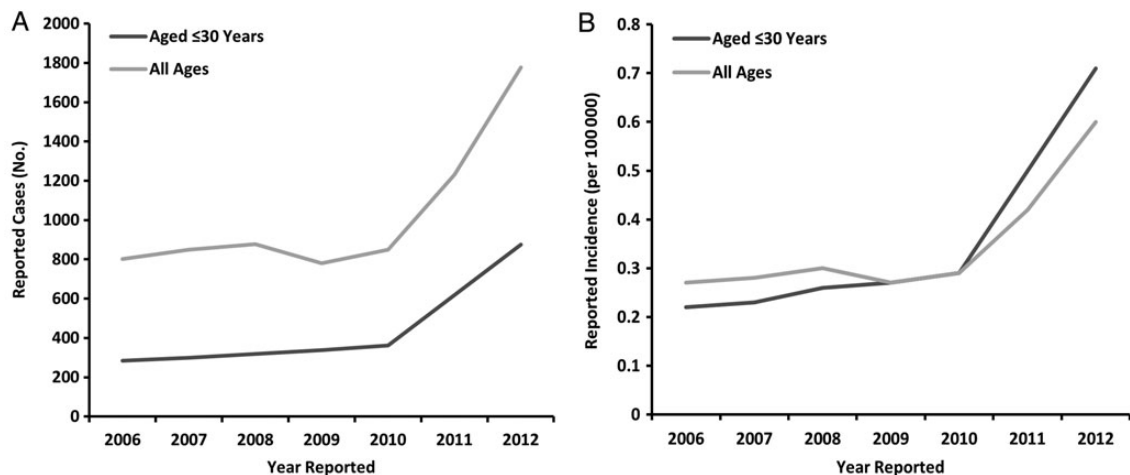 A
Reported Cases (No.)
2000
1800
1600
1400
1200
1000
800
600
400
200
0
Aged ≤30 Years
All Ages
2006 2007 2008 2009 2010 2011 2012
Year Reported
B
Reported Incidence (per 100 000)
0.8
0.7
0.6
0.5
0.4
0.3
0.2
0.1
0
Aged ≤30 Years
All Ages
2006 2007 2008 2009 2010 2011 2012
Year Reported